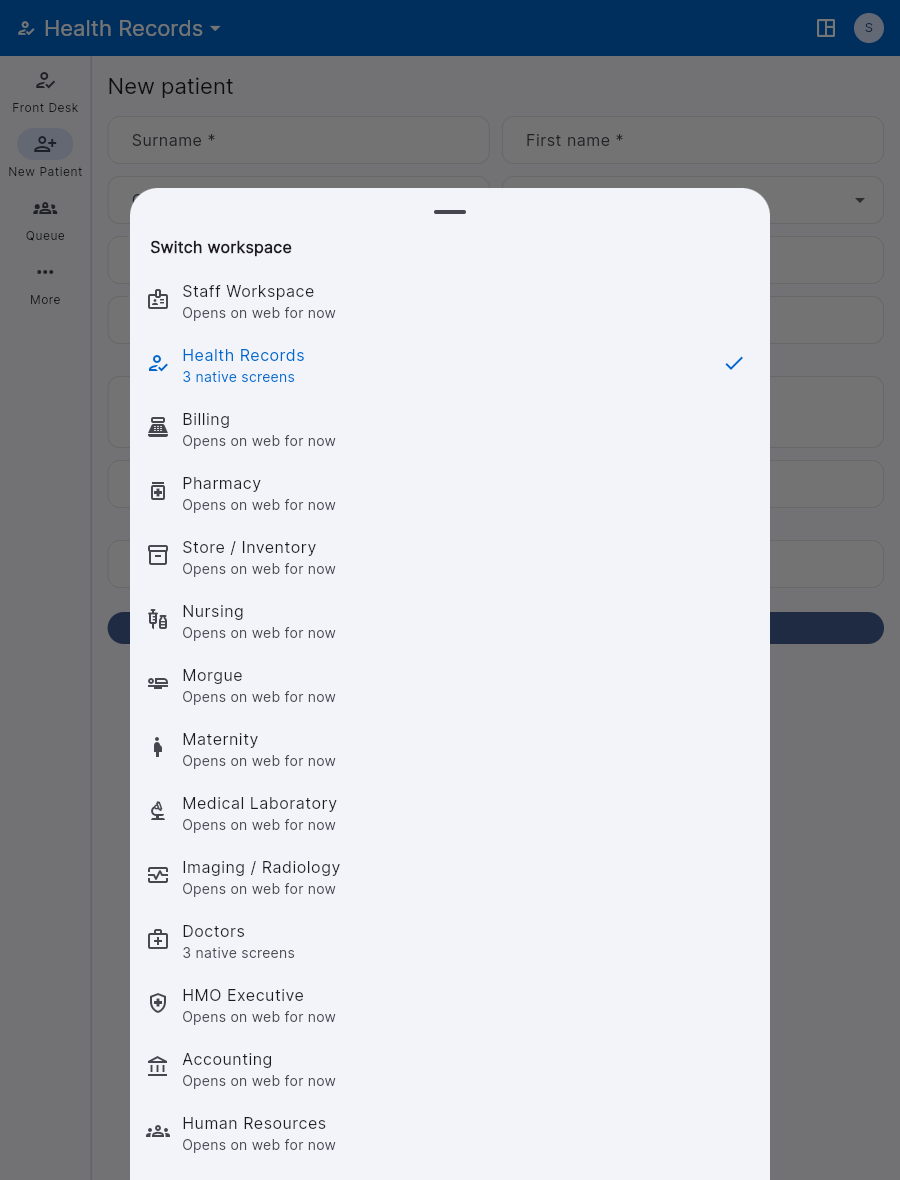 Health Records
S
Front Desk
New Patient
Queue
More
New patient
Surname *
First name *
Switch workspace
Staff Workspace
Opens on web for now
Health Records
3 native screens
Billing
Opens on web for now
Pharmacy
Opens on web for now
Store / Inventory
Opens on web for now
Nursing
Opens on web for now
Morgue
Opens on web for now
Maternity
Opens on web for now
Medical Laboratory
Opens on web for now
Imaging / Radiology
Opens on web for now
Doctors
3 native screens
HMO Executive
Opens on web for now
Accounting
Opens on web for now
Human Resources
Opens on web for now